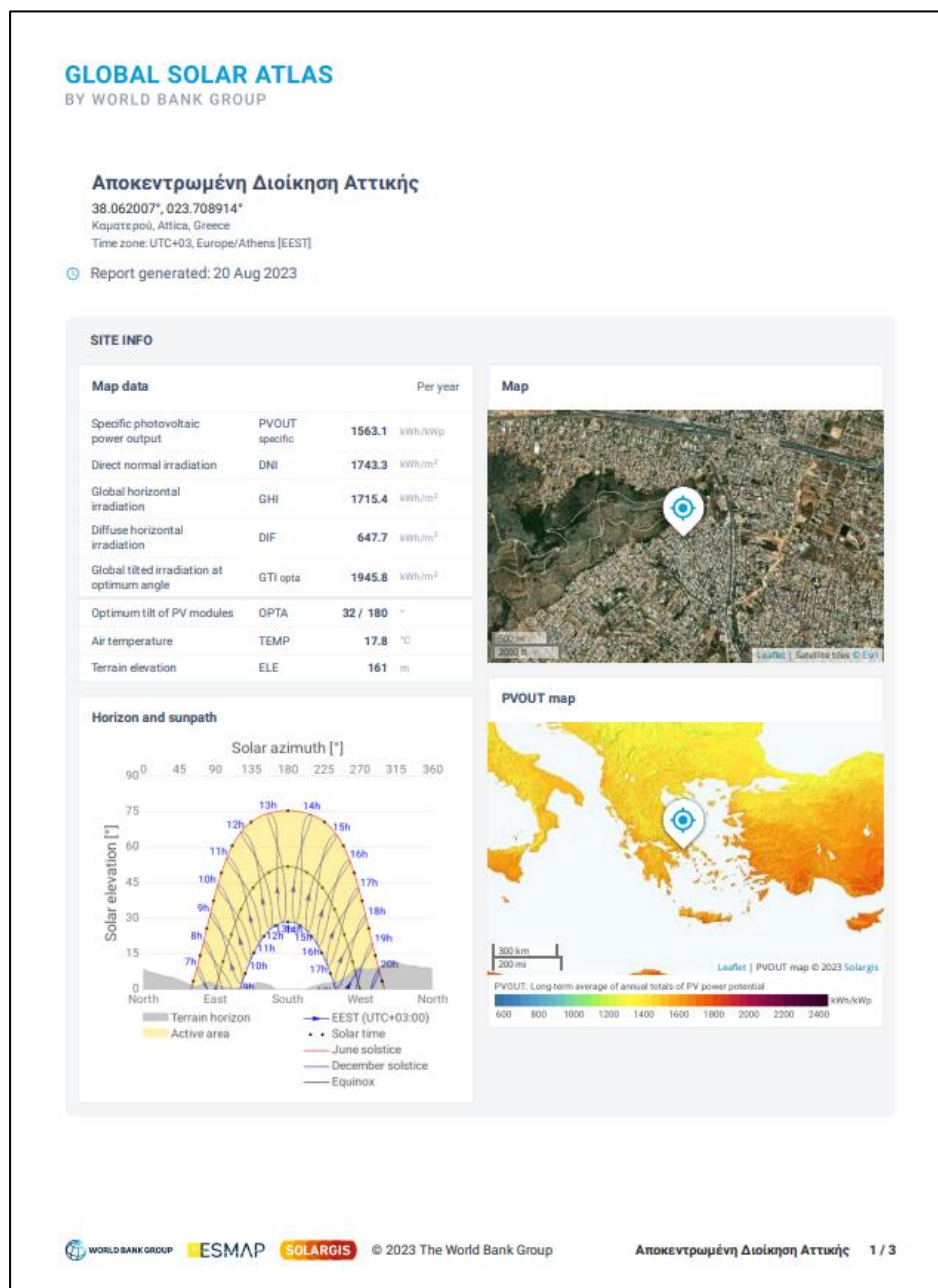 GLOBAL SOLAR ATLAS
BY WORLD BANK GROUP
Αποκεντρωμένη Διοίκηση Αττικής
38.062007°, 023.708914°
Καματερού, Attica, Greece
Time zone: UTC+03, Europe/Athens [EEST]
Report generated: 20 Aug 2023
SITE INFO
Map data Per year
Specific photovoltaic power output PVOUT specific 1563.1 kWh/kWp
Direct normal irradiation DNI 1743.3 kWh/m²
Global horizontal irradiation GHI 1715.4 kWh/m²
Diffuse horizontal irradiation DIF 647.7 kWh/m²
Global tilted irradiation at optimum angle GTI opta 1945.8 kWh/m²
Optimum tilt of PV modules OPTA 32 / 180 °
Air temperature TEMP 17.8 °C
Terrain elevation ELE 161 m
Map
2000 ft
Leaflet | Satellite tiles © Esri
Horizon and sunpath
Solar azimuth [°]
0 45 90 135 180 225 270 315 360
Solar elevation [°]
90
75
60
45
30
15
0
13h 14h
12h 15h
11h 16h
10h 17h
9h 18h
8h 19h
7h 20h
12h 13h 14h 15h
11h 16h
10h 17h
North East South West North
Terrain horizon
Active area
EEST (UTC+03:00)
Solar time
June solstice
December solstice
Equinox
PVOUT map
300 km
200 mi
Leaflet | PVOUT map © 2023 Solargis
PVOUT: Long-term average of annual totals of PV power potential
600 800 1000 1200 1400 1600 1800 2000 2200 2400 kWh/kWp
WORLD BANK GROUP ESMAP SOLARGIS © 2023 The World Bank Group Αποκεντρωμένη Διοίκηση Αττικής 1 / 3